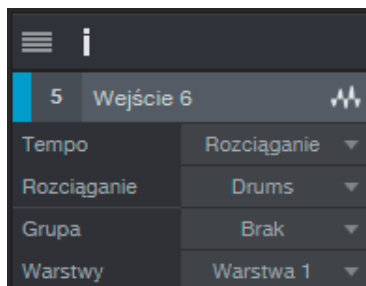 i
5 Wejście 6
Tempo Rozciąganie
Rozciąganie Drums
Grupa Brak
Warstwy Warstwa 1